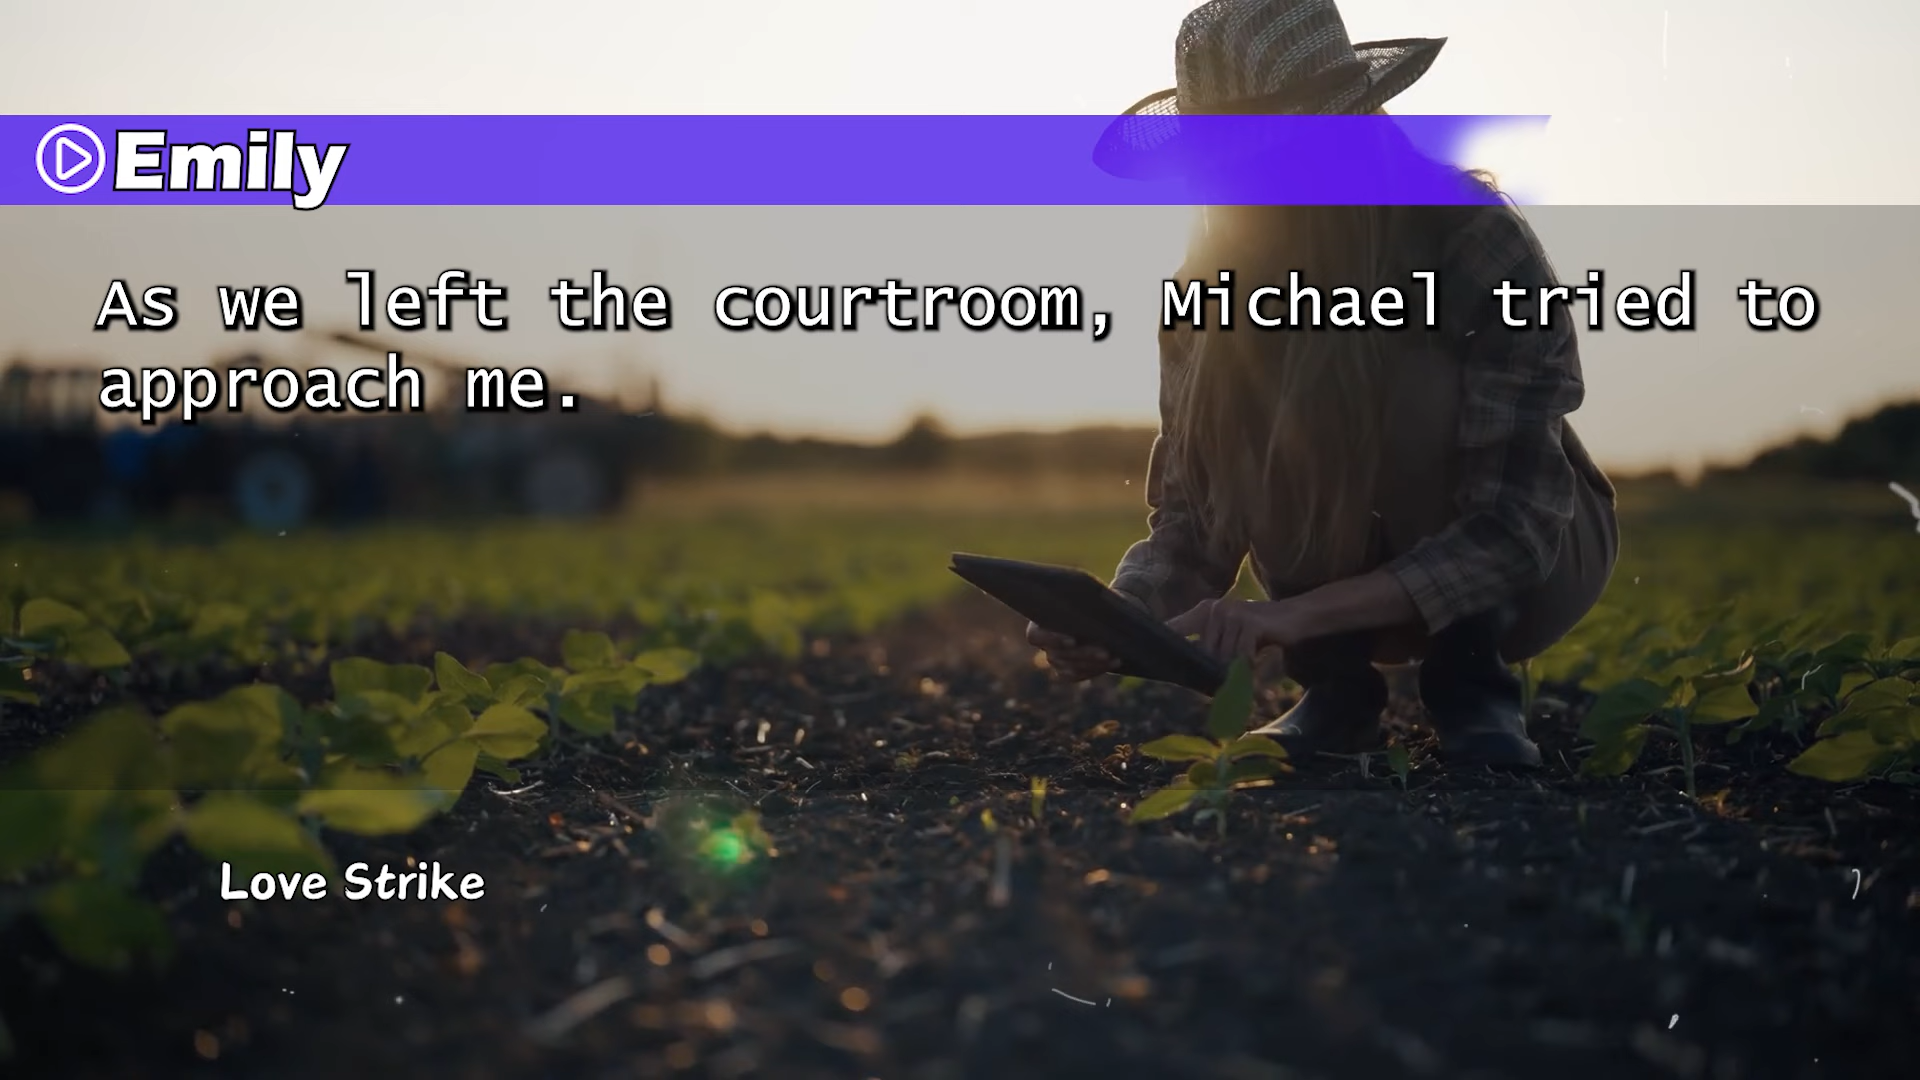 Emily
As we left the courtroom, Michael tried to
approach me.
Love Strike